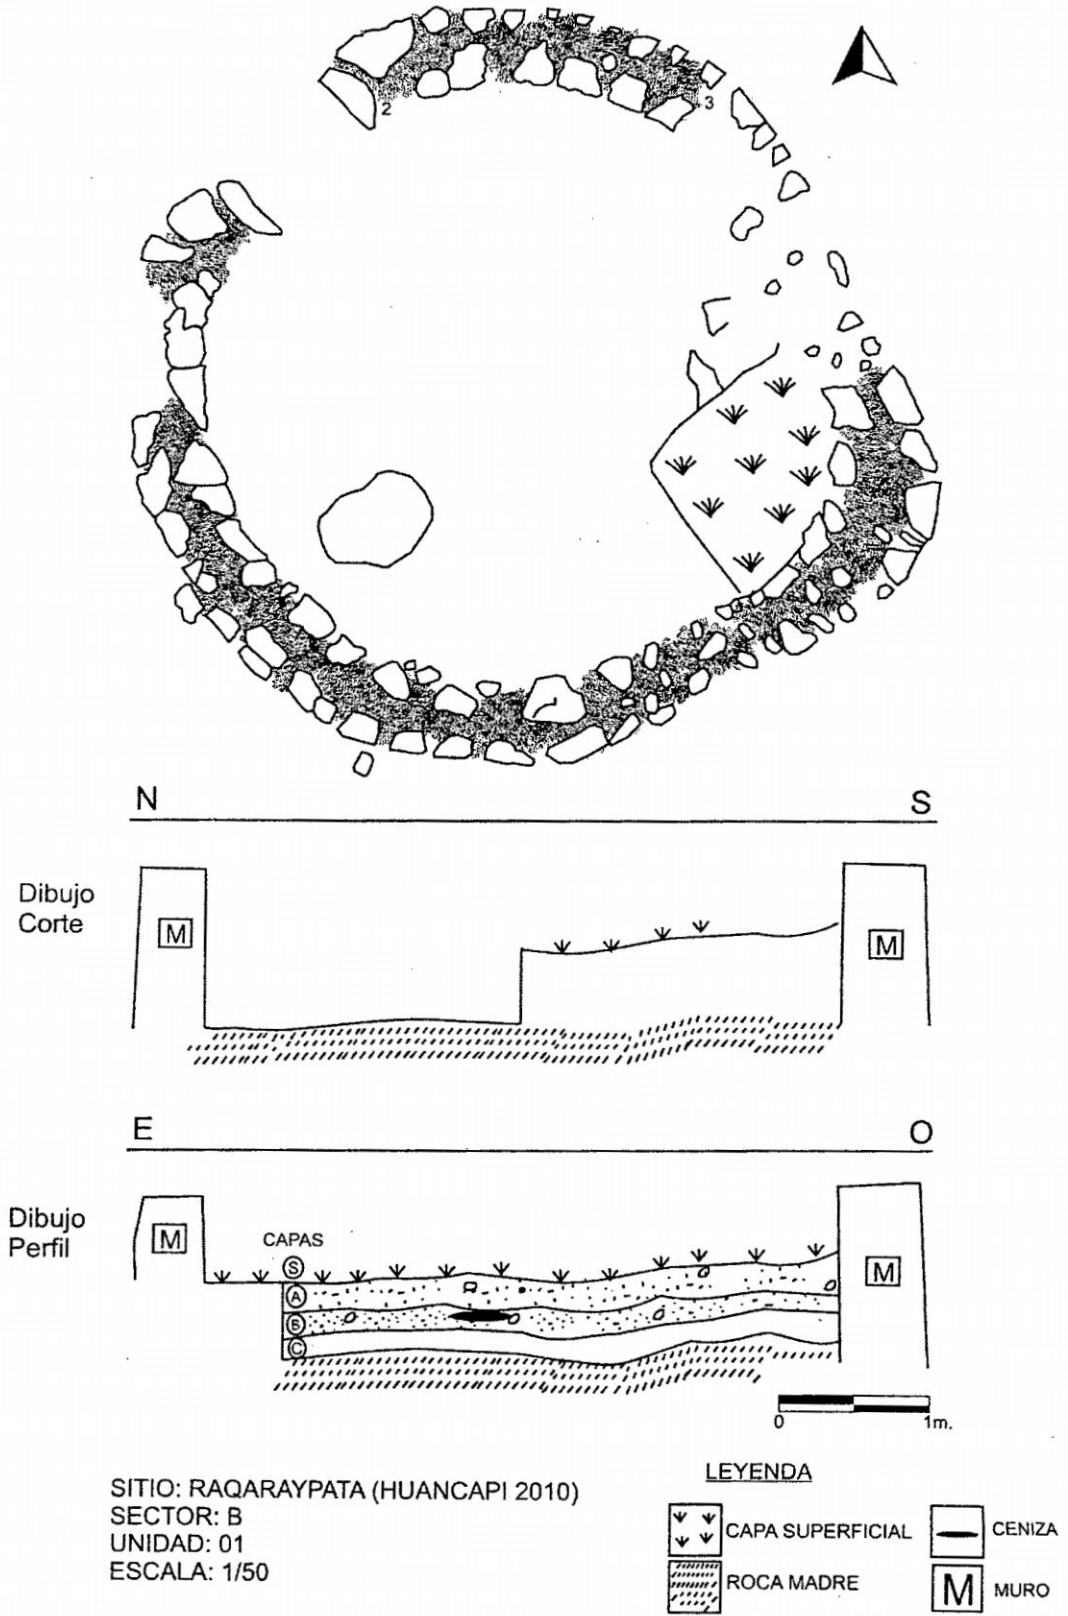 2
3
N S
Dibujo
Corte
M
M
E O
Dibujo
Perfil
M
CAPAS
S
A
B
C
M
0 1m.
SITIO: RAQARAYPATA (HUANCAPI 2010)
SECTOR: B
UNIDAD: 01
ESCALA: 1/50
LEYENDA
CAPA SUPERFICIAL
CENIZA
ROCA MADRE
M MURO